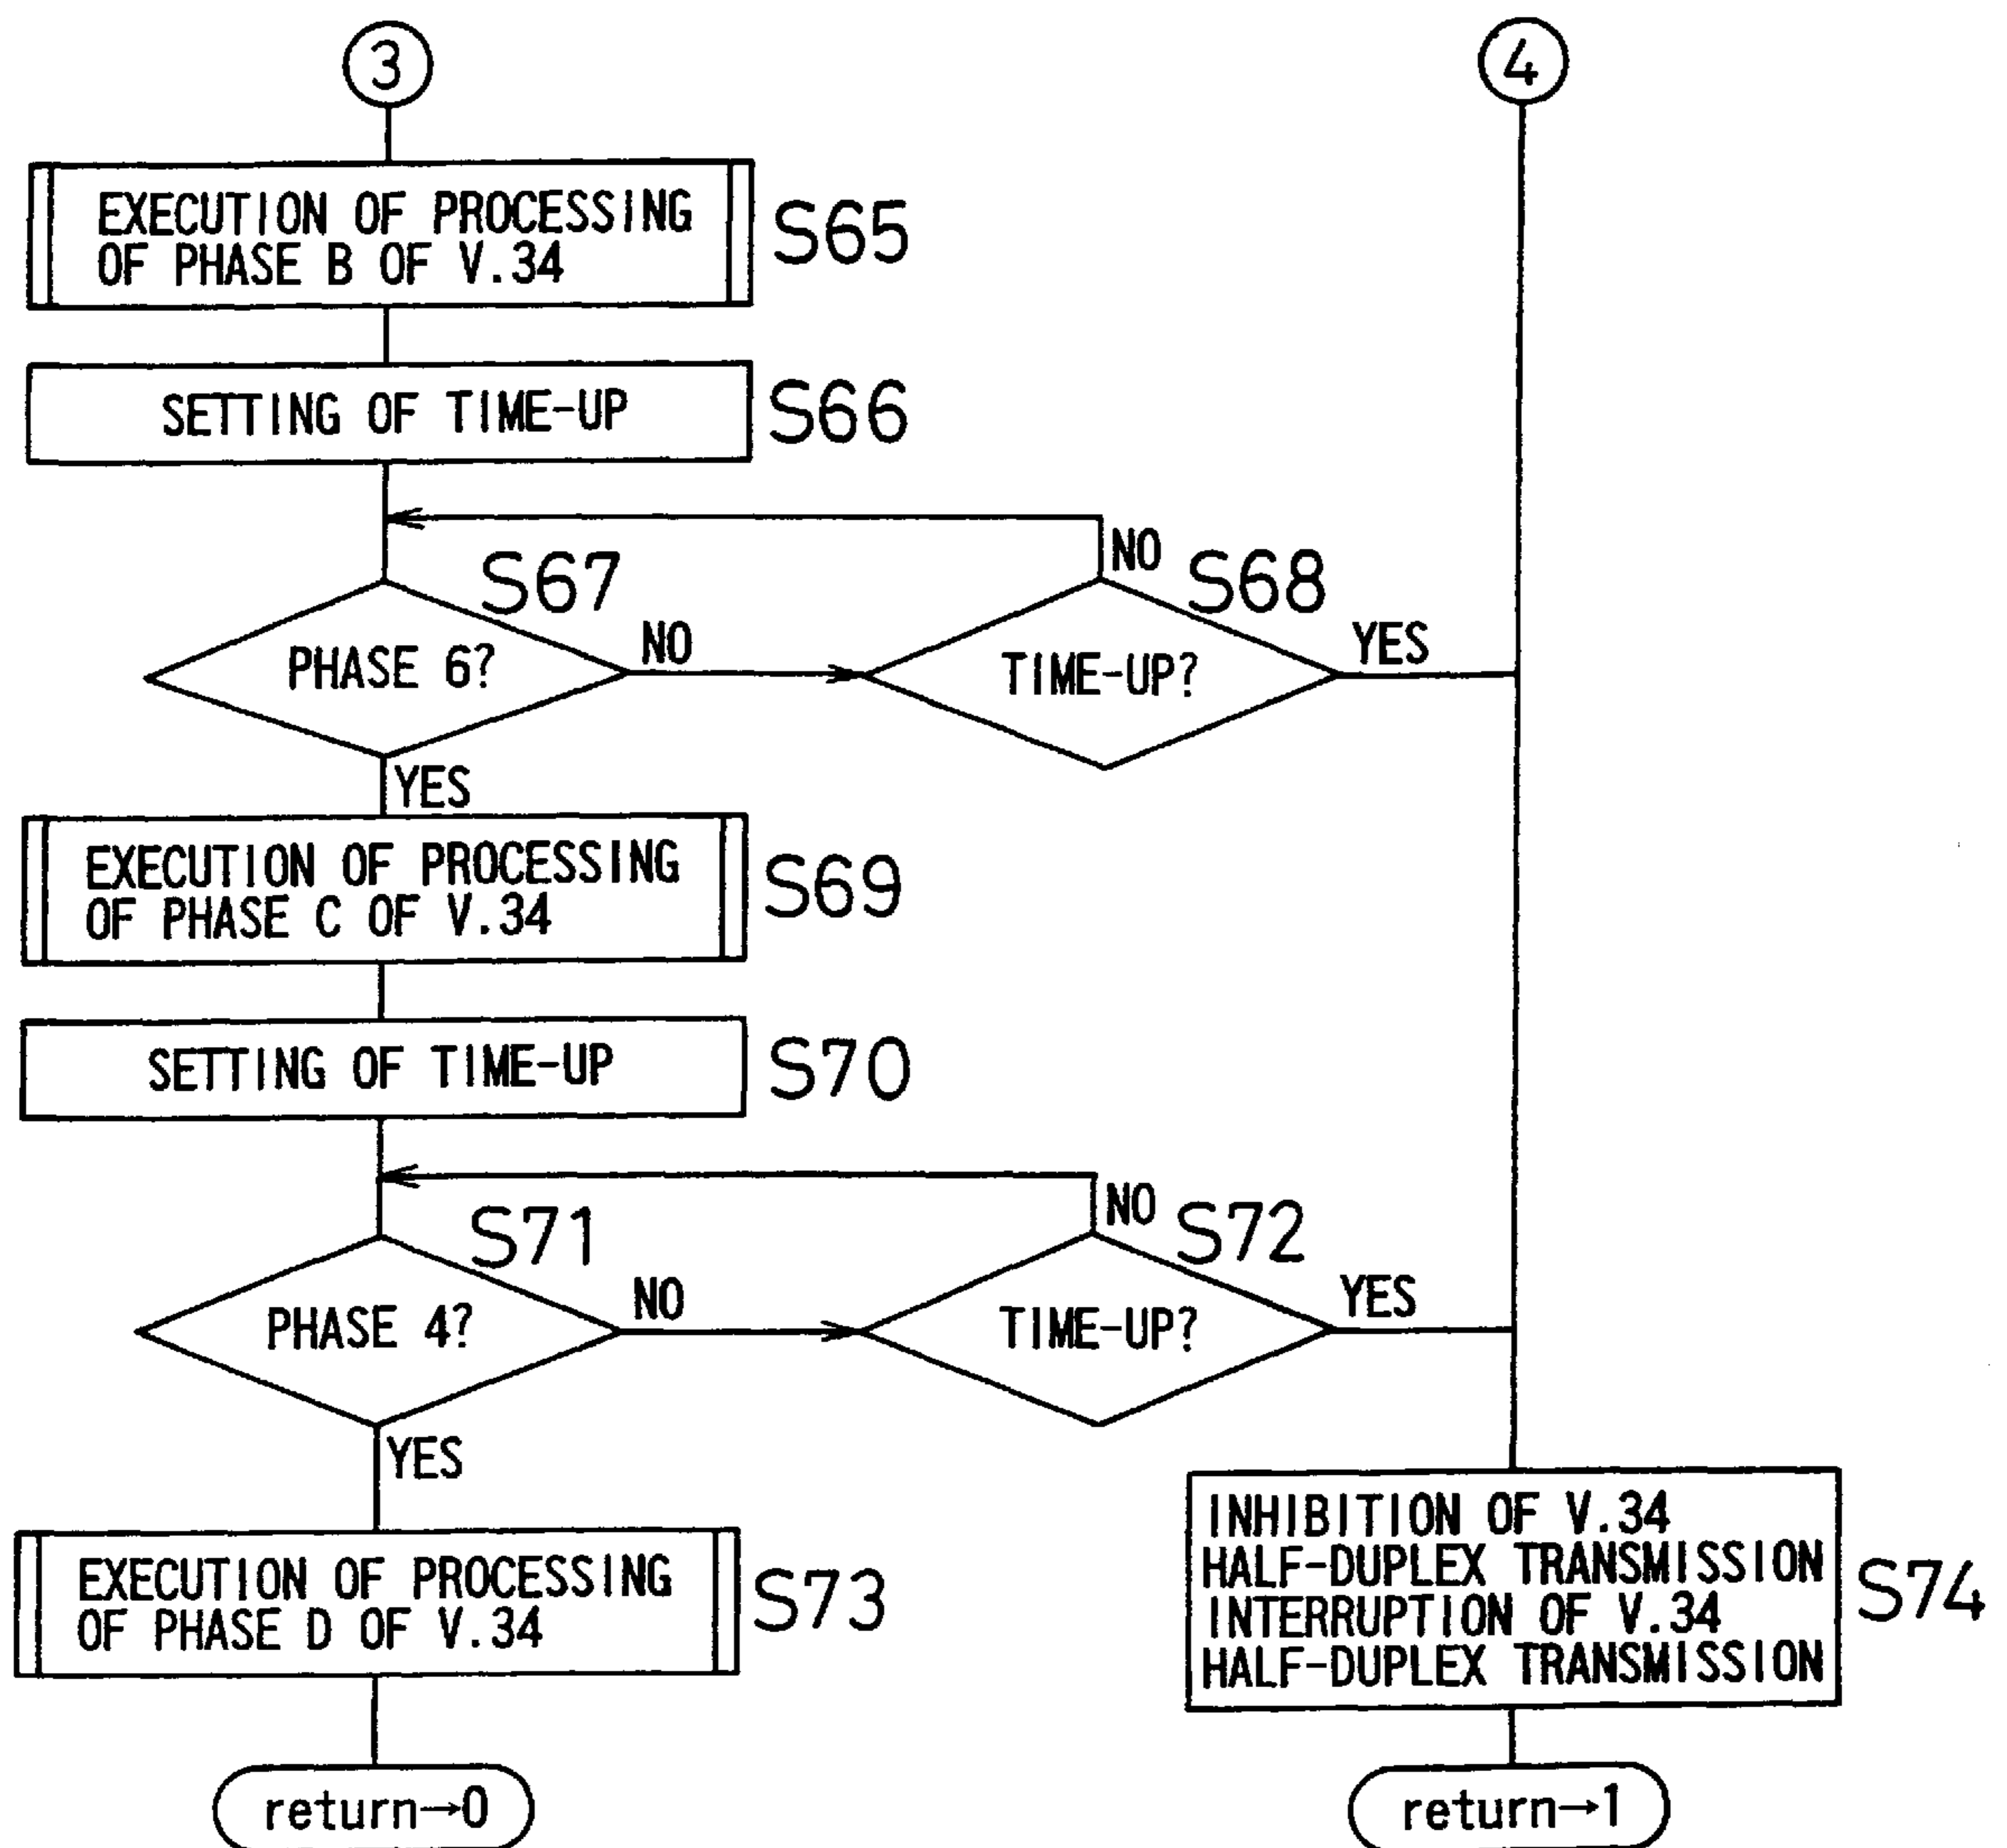 3
4
EXECUTION OF PROCESSING
OF PHASE B OF V.34
S65
SETTING OF TIME-UP
S66
NO
S67
S68
PHASE 6?
NO
TIME-UP?
YES
YES
EXECUTION OF PROCESSING
OF PHASE C OF V.34
S69
SETTING OF TIME-UP
S70
NO
S71
S72
PHASE 4?
NO
TIME-UP?
YES
YES
EXECUTION OF PROCESSING
OF PHASE D OF V.34
S73
INHIBITION OF V.34
HALF-DUPLEX TRANSMISSION
INTERRUPTION OF V.34
HALF-DUPLEX TRANSMISSION
S74
return→0
return→1